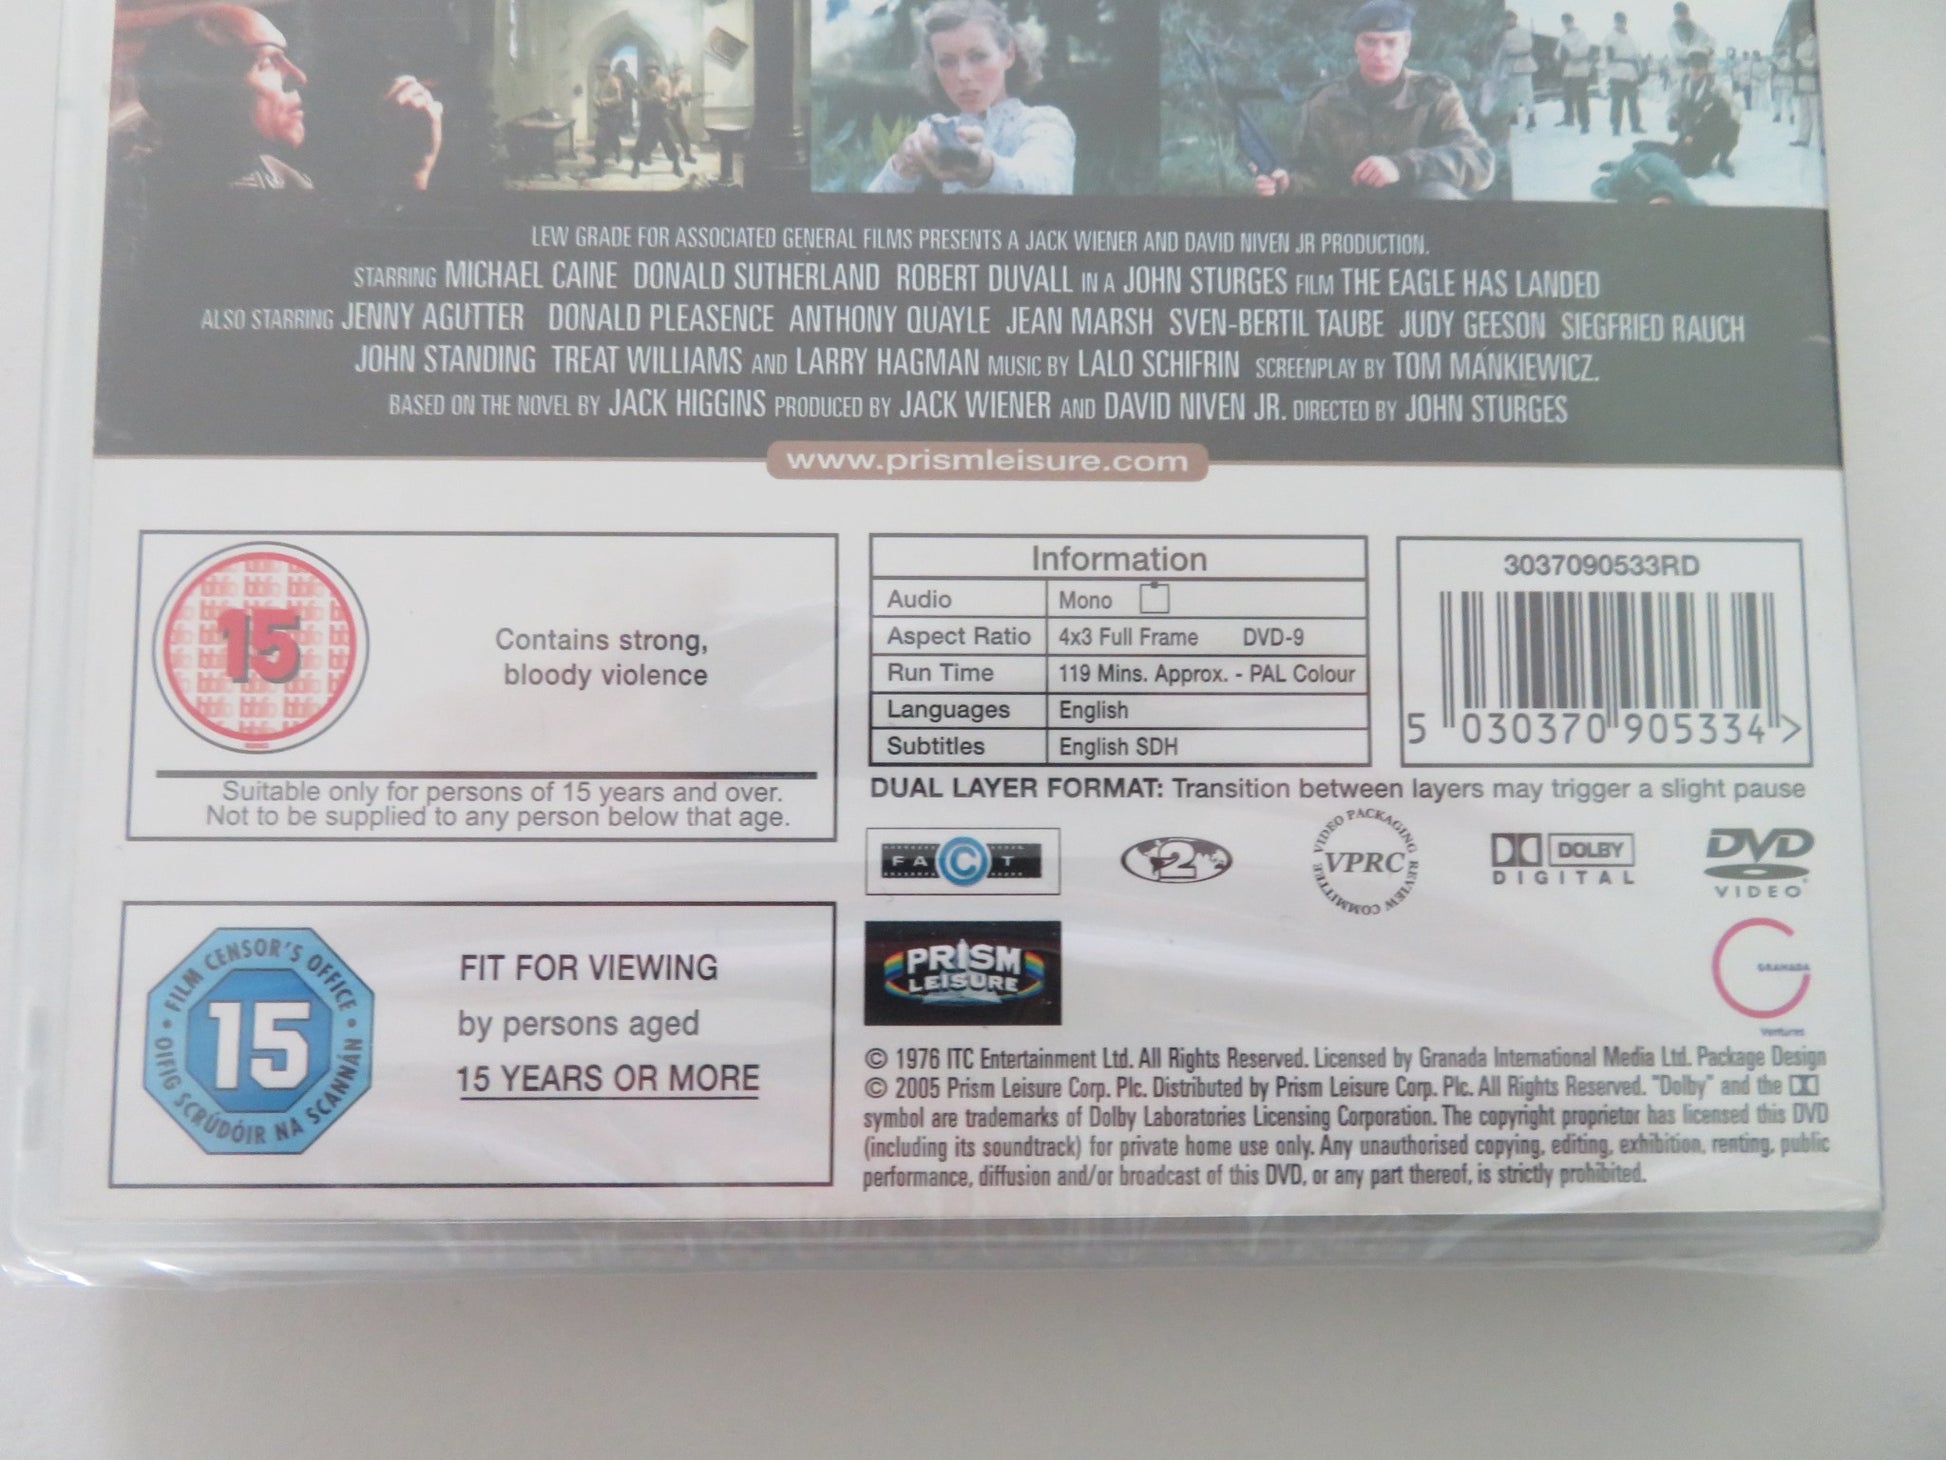 LEW GRADE FOR ASSOCIATED GENERAL FILMS PRESENTS A JACK WIENER AND DAVID NIVEN JR PRODUCTION.
STARRING MICHAEL CAINE DONALD SUTHERLAND ROBERT DUVALL IN A JOHN STURGES FILM THE EAGLE HAS LANDED
ALSO STARRING JENNY AGUTTER DONALD PLEASENCE ANTHONY QUAYLE JEAN MARSH SVEN-BERTIL TAUBE JUDY GEESON SIEGFRIED RAUCH
JOHN STANDING TREAT WILLIAMS AND LARRY HAGMAN MUSIC BY LALO SCHIFRIN SCREENPLAY BY TOM MANKIEWICZ.
BASED ON THE NOVEL BY JACK HIGGINS PRODUCED BY JACK WIENER AND DAVID NIVEN JR. DIRECTED BY JOHN STURGES
www.prismleisure.com
15
Contains strong,
bloody violence
Suitable only for persons of 15 years and over.
Not to be supplied to any person below that age.
FILM CENSOR'S OFFICE • OIFIG SCRÚDÓIR NA SCANNÁN •
15
FIT FOR VIEWING
by persons aged
15 YEARS OR MORE
Information
Audio Mono
Aspect Ratio 4x3 Full Frame DVD-9
Run Time 119 Mins. Approx. - PAL Colour
Languages English
Subtitles English SDH
3037090533RD
5 030370 905334 >
DUAL LAYER FORMAT: Transition between layers may trigger a slight pause
FACT
2
VIDEO PACKAGING REVIEW COMMITTEE
VPRC
DOLBY
DIGITAL
DVD
VIDEO
PRISM
LEISURE
GRANADA
Ventures
© 1976 ITC Entertainment Ltd. All Rights Reserved. Licensed by Granada International Media Ltd. Package Design
© 2005 Prism Leisure Corp. Plc. Distributed by Prism Leisure Corp. Plc. All Rights Reserved. "Dolby" and the
symbol are trademarks of Dolby Laboratories Licensing Corporation. The copyright proprietor has licensed this DVD
(including its soundtrack) for private home use only. Any unauthorised copying, editing, exhibition, renting, public
performance, diffusion and/or broadcast of this DVD, or any part thereof, is strictly prohibited.